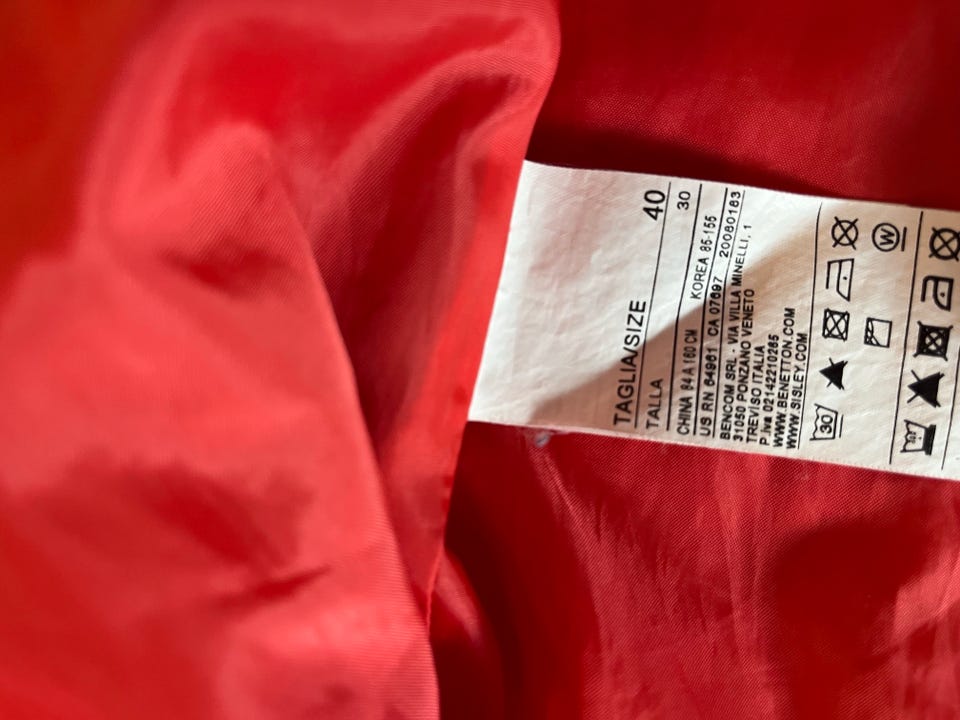 TAGLIA/SIZE 40
TALLA 30
CHINA 84 A 160 CM KOREA 85-155
US RN 64961 CA 07697 20080183
BENCOM SRL - VIA VILLA MINELLI, 1
31050 PONZANO VENETO
TREVISO ITALIA
P .iva 02142210265
WWW.BENETTON.COM
WWW.SISLEY.COM
30
W